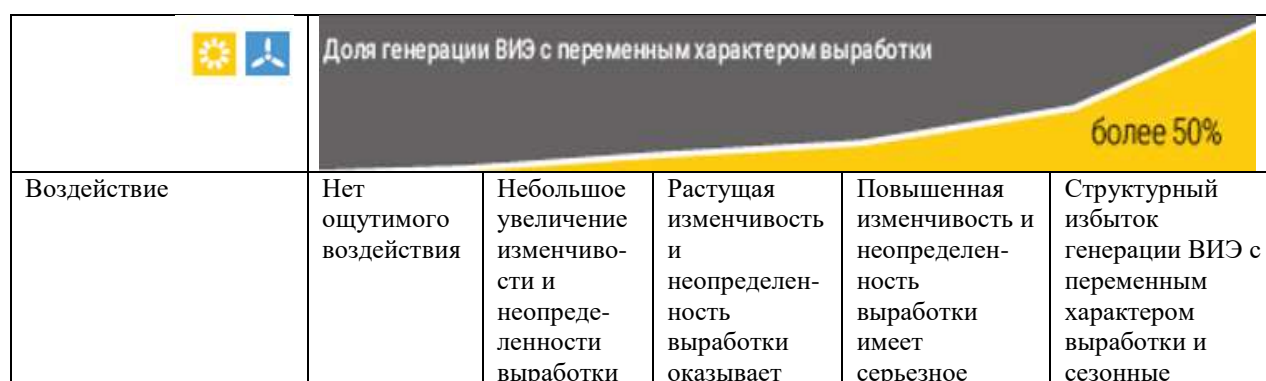 Доля генерации ВИЭ с переменным характером выработки
более 50%
Воздействие
Нет
ощутимого
воздействия
Небольшое
увеличение
изменчиво-
сти и
неопреде-
ленности
выработки
Растущая
изменчивость
и
неопределен-
ность
выработки
оказывает
Повышенная
изменчивость и
неопределен-
ность
выработки
имеет
серьезное
Структурный
избыток
генерации ВИЭ с
переменным
характером
выработки и
сезонные